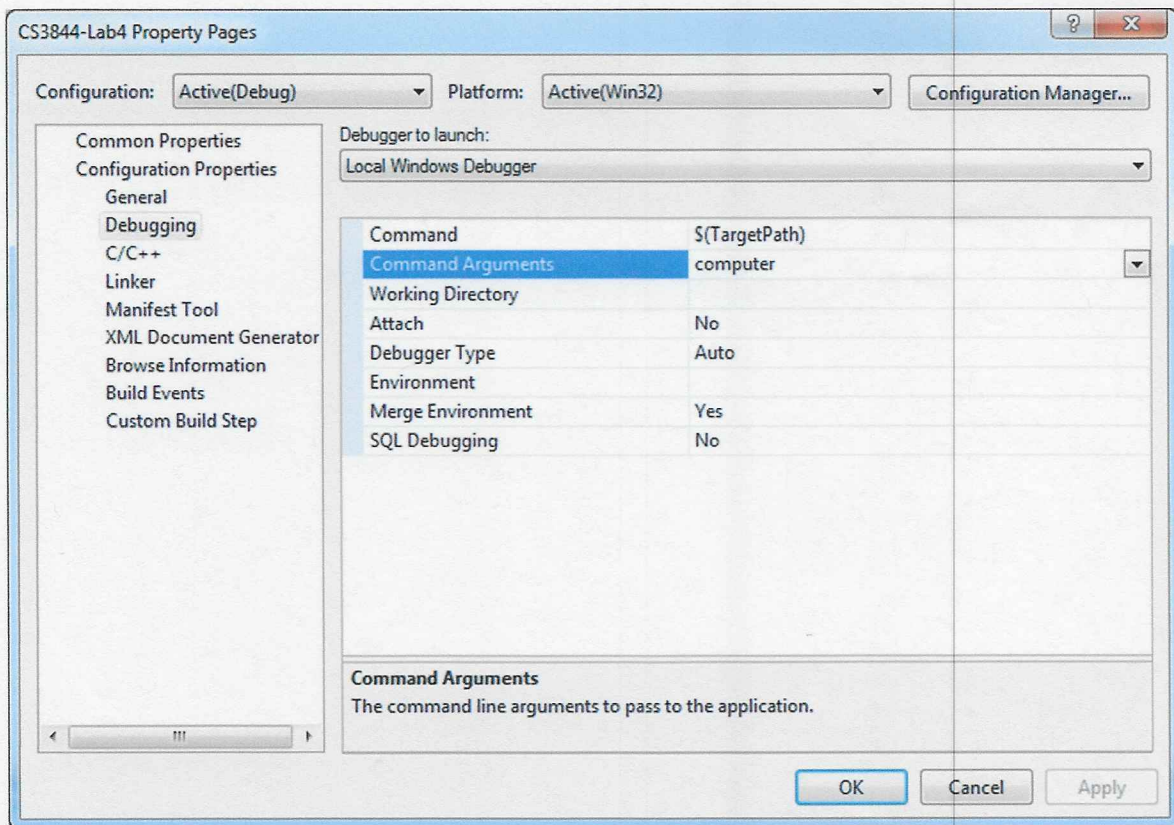 CS3844-Lab4 Property Pages
?
X
Configuration: Active(Debug) Platform: Active(Win32) Configuration Manager...
Common Properties
Configuration Properties
General
Debugging
C/C++
Linker
Manifest Tool
XML Document Generator
Browse Information
Build Events
Custom Build Step
Debugger to launch:
Local Windows Debugger
Command $(TargetPath)
Command Arguments computer
Working Directory
Attach No
Debugger Type Auto
Environment
Merge Environment Yes
SQL Debugging No
Command Arguments
The command line arguments to pass to the application.
OK Cancel Apply